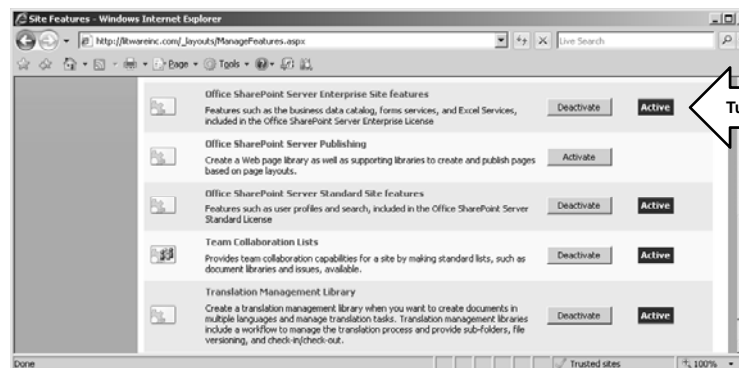 Site Features - Windows Internet Explorer
http://litwareinc.com/_layouts/ManageFeatures.aspx
Live Search
Page Tools
Office SharePoint Server Enterprise Site features
Features such as the business data catalog, forms services, and Excel Services,
included in the Office SharePoint Server Enterprise License
Deactivate Active
Office SharePoint Server Publishing
Create a Web page library as well as supporting libraries to create and publish pages
based on page layouts.
Activate
Office SharePoint Server Standard Site features
Features such as user profiles and search, included in the Office SharePoint Server
Standard License
Deactivate Active
Team Collaboration Lists
Provides team collaboration capabilities for a site by making standard lists, such as
document libraries and issues, available.
Deactivate Active
Translation Management Library
Create a translation management library when you want to create documents in
multiple languages and manage translation tasks. Translation management libraries
include a workflow to manage the translation process and provide sub-folders, file
versioning, and check-in/check-out.
Deactivate Active
Done
Trusted sites
100%